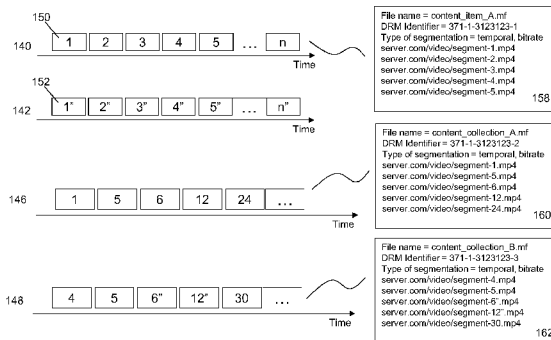 150
140
1 2 3 4 5 ... n
Time
File name = content_item_A.mf
DRM Identifier = 371-1-3123123-1
Type of segmentation = temporal, bitrate
server.com/video/segment-1.mp4
server.com/video/segment-2.mp4
server.com/video/segment-3.mp4
server.com/video/segment-4.mp4
server.com/video/segment-5.mp4
158
152
142
1" 2" 3" 4" 5" ... n"
Time
File name = content_collection_A.mf
DRM Identifier = 371-1-3123123-2
Type of segmentation = temporal, bitrate
server.com/video/segment-1.mp4
server.com/video/segment-5.mp4
server.com/video/segment-6.mp4
server.com/video/segment-12.mp4
server.com/video/segment-24.mp4
160
146
1 5 6 12 24 ...
Time
File name = content_collection_B.mf
DRM Identifier = 371-1-3123123-3
Type of segmentation = temporal, bitrate
server.com/video/segment-4.mp4
server.com/video/segment-5.mp4
server.com/video/segment-6".mp4
server.com/video/segment-12".mp4
server.com/video/segment-30.mp4
162
148
4 5 6" 12" 30 ...
Time